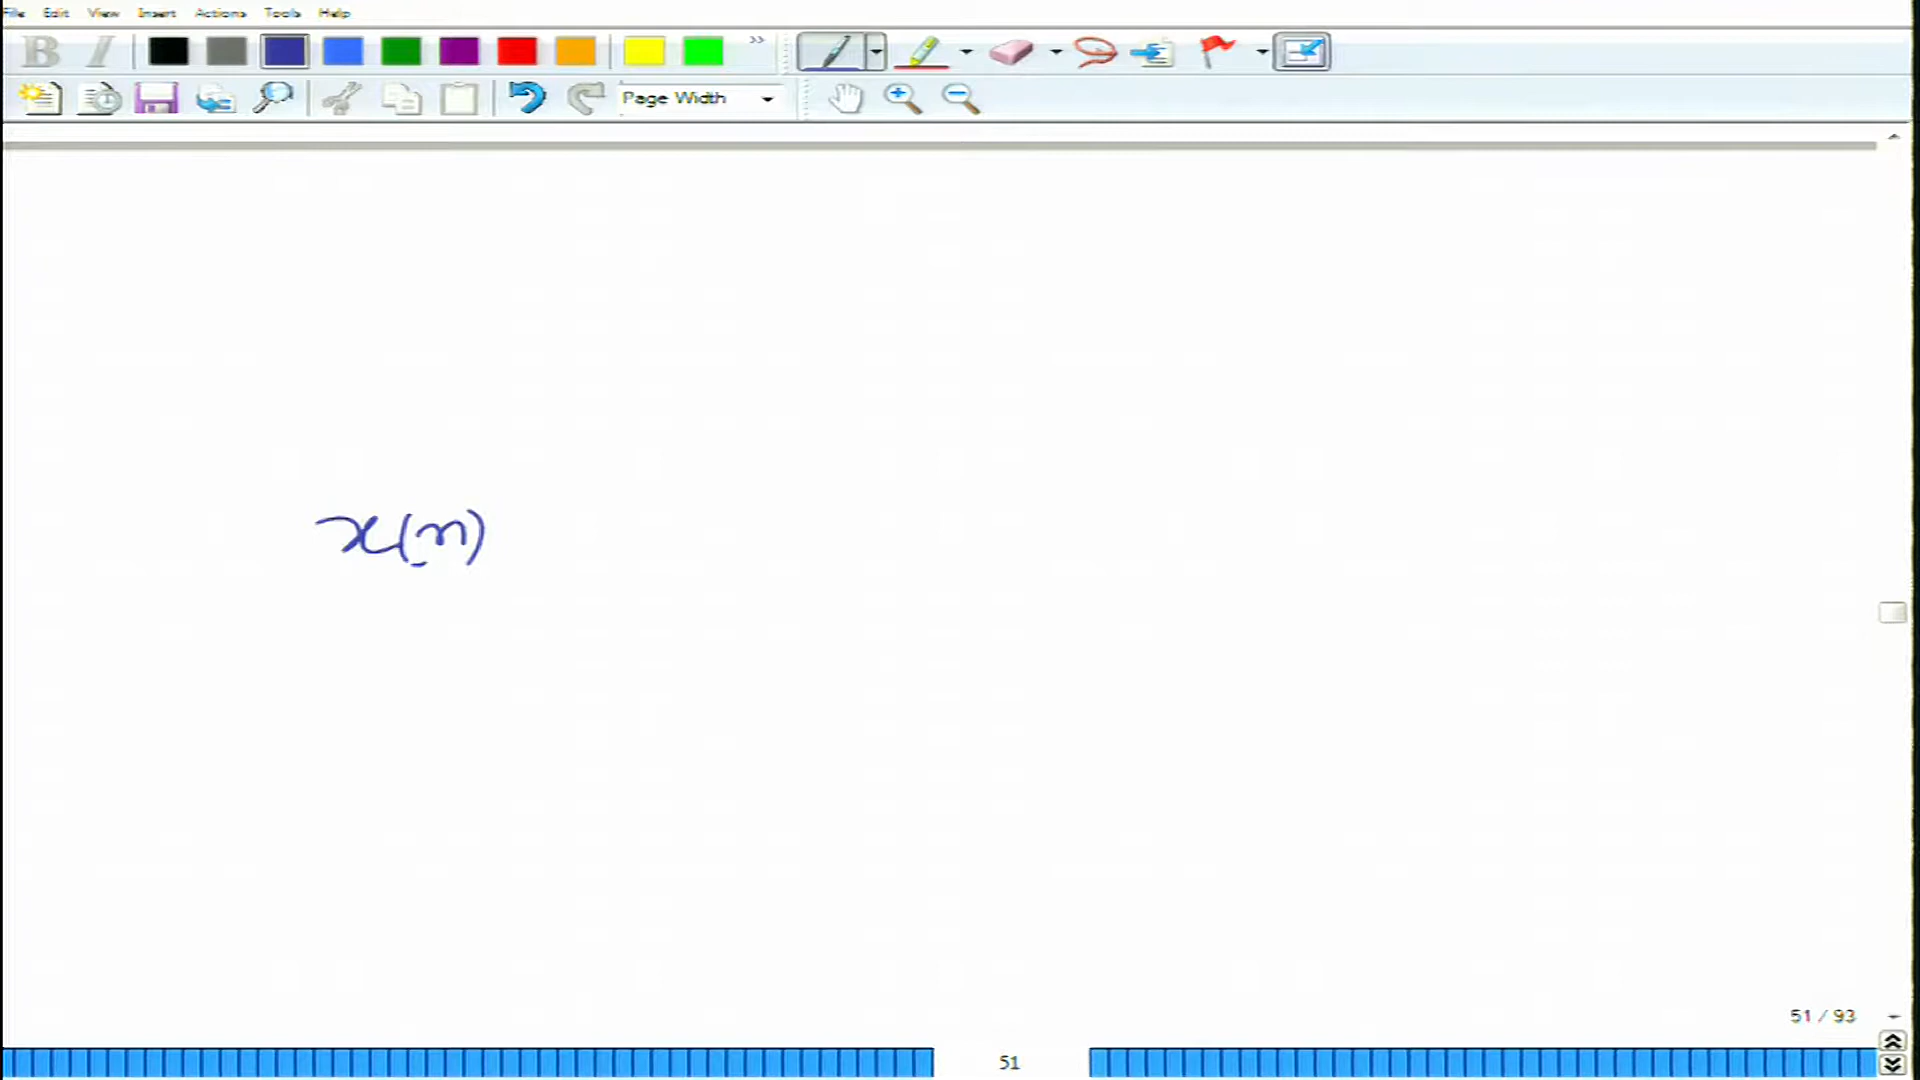 File Edit View Insert Actions Tools Help
B I
Page Width
x(n)
51 / 93
51